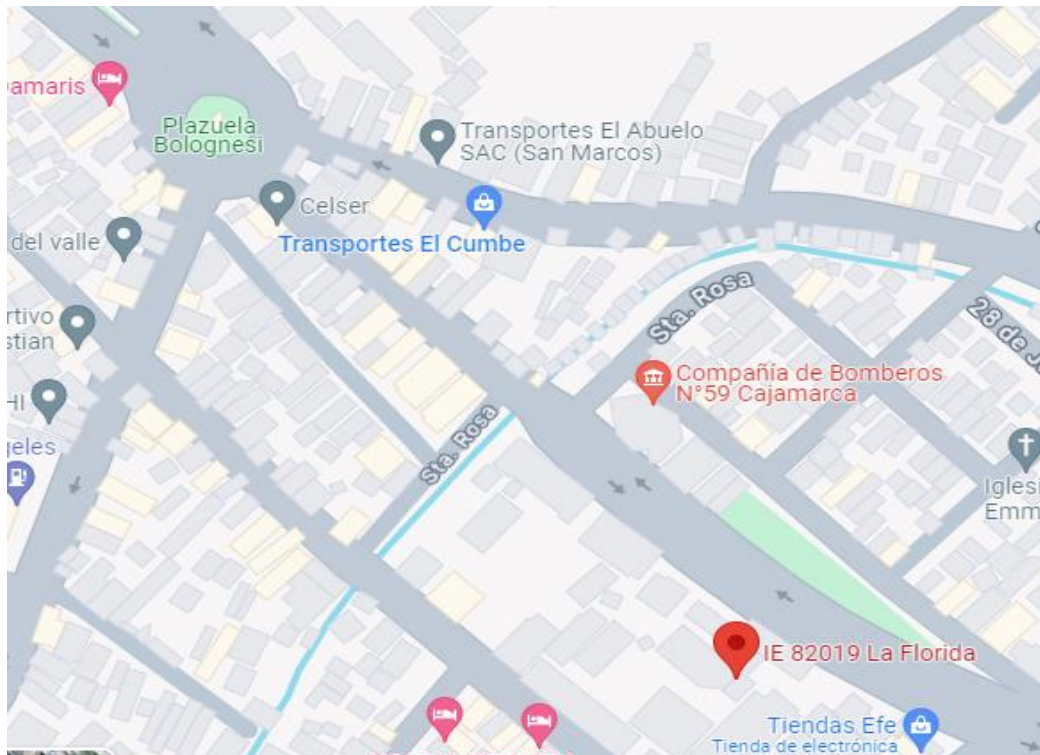 amaris
Plazuela
Bolognesi
Transportes El Abuelo
SAC (San Marcos)
Celser
Transportes El Cumbe
del valle
Sta. Rosa
rtivo
stian
28 de J
Compañía de Bomberos
N°59 Cajamarca
HI
Sta. Rosa
geles
Iglesi
Emm
IE 82019 La Florida
Tiendas Efe
Tienda de electrónica